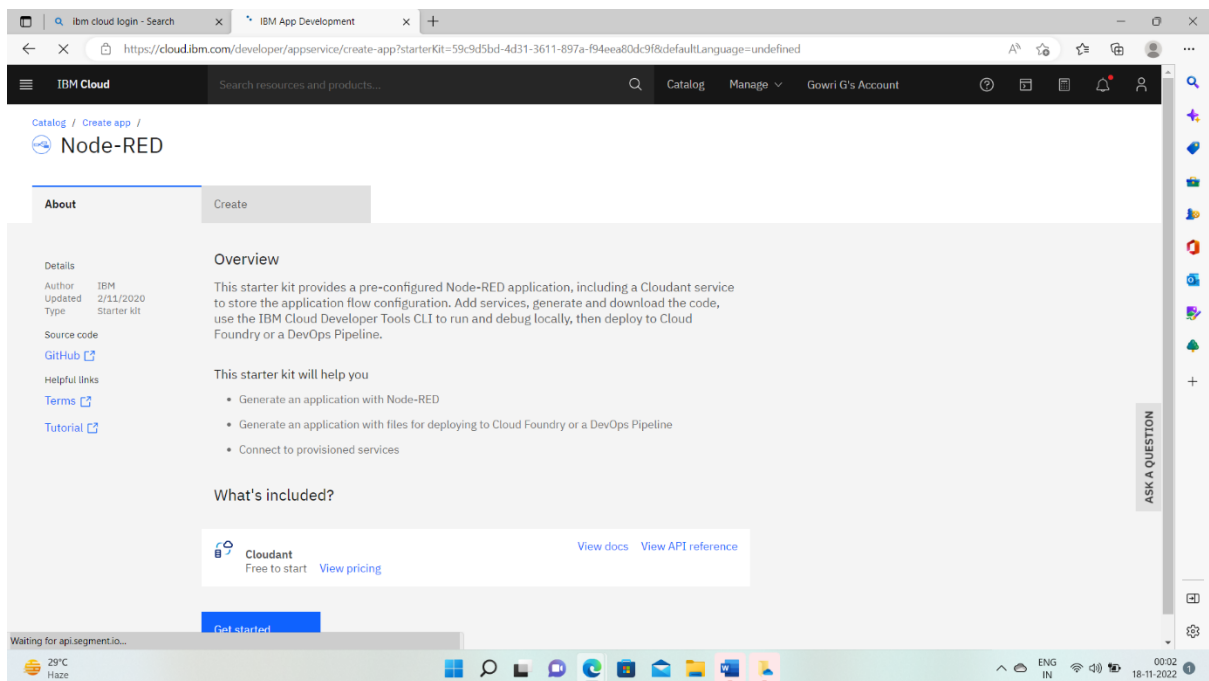 ibm cloud login - Search
IBM App Development
https://cloud.ibm.com/developer/appservice/create-app?starterKit=59c9d5bd-4d31-3611-897a-f94eea80dc9f&defaultLanguage=undefined
IBM Cloud
Search resources and products...
Catalog
Manage
Gowri G's Account
Catalog / Create app /
Node-RED
About
Create
Details
Author IBM
Updated 2/11/2020
Type Starter kit
Source code
GitHub
Helpful links
Terms
Tutorial
Overview
This starter kit provides a pre-configured Node-RED application, including a Cloudant service
to store the application flow configuration. Add services, generate and download the code,
use the IBM Cloud Developer Tools CLI to run and debug locally, then deploy to Cloud
Foundry or a DevOps Pipeline.
This starter kit will help you
• Generate an application with Node-RED
• Generate an application with files for deploying to Cloud Foundry or a DevOps Pipeline
• Connect to provisioned services
What's included?
Cloudant
Free to start View pricing
View docs View API reference
Get started
ASK A QUESTION
Waiting for api.segment.io...
29°C
Haze
ENG
IN
00:02
18-11-2022
1